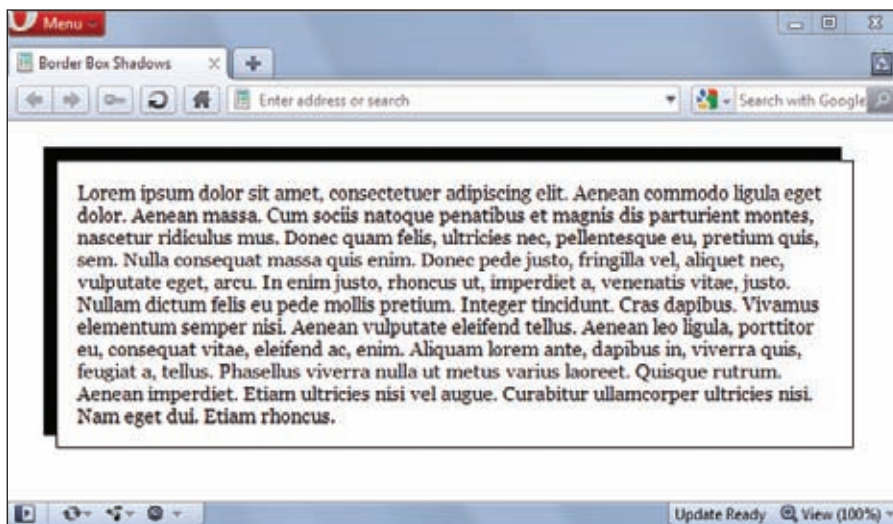 Menu
Border Box Shadows
Enter address or search
Search with Google
Lorem ipsum dolor sit amet, consectetuer adipiscing elit. Aenean commodo ligula eget
dolor. Aenean massa. Cum sociis natoque penatibus et magnis dis parturient montes,
nascetur ridiculus mus. Donec quam felis, ultricies nec, pellentesque eu, pretium quis,
sem. Nulla consequat massa quis enim. Donec pede justo, fringilla vel, aliquet nec,
vulputate eget, arcu. In enim justo, rhoncus ut, imperdiet a, venenatis vitae, justo.
Nullam dictum felis eu pede mollis pretium. Integer tincidunt. Cras dapibus. Vivamus
elementum semper nisi. Aenean vulputate eleifend tellus. Aenean leo ligula, porttitor
eu, consequat vitae, eleifend ac, enim. Aliquam lorem ante, dapibus in, viverra quis,
feugiat a, tellus. Phasellus viverra nulla ut metus varius laoreet. Quisque rutrum.
Aenean imperdiet. Etiam ultricies nisi vel augue. Curabitur ullamcorper ultricies nisi.
Nam eget dui. Etiam rhoncus.
Update Ready View (100%)